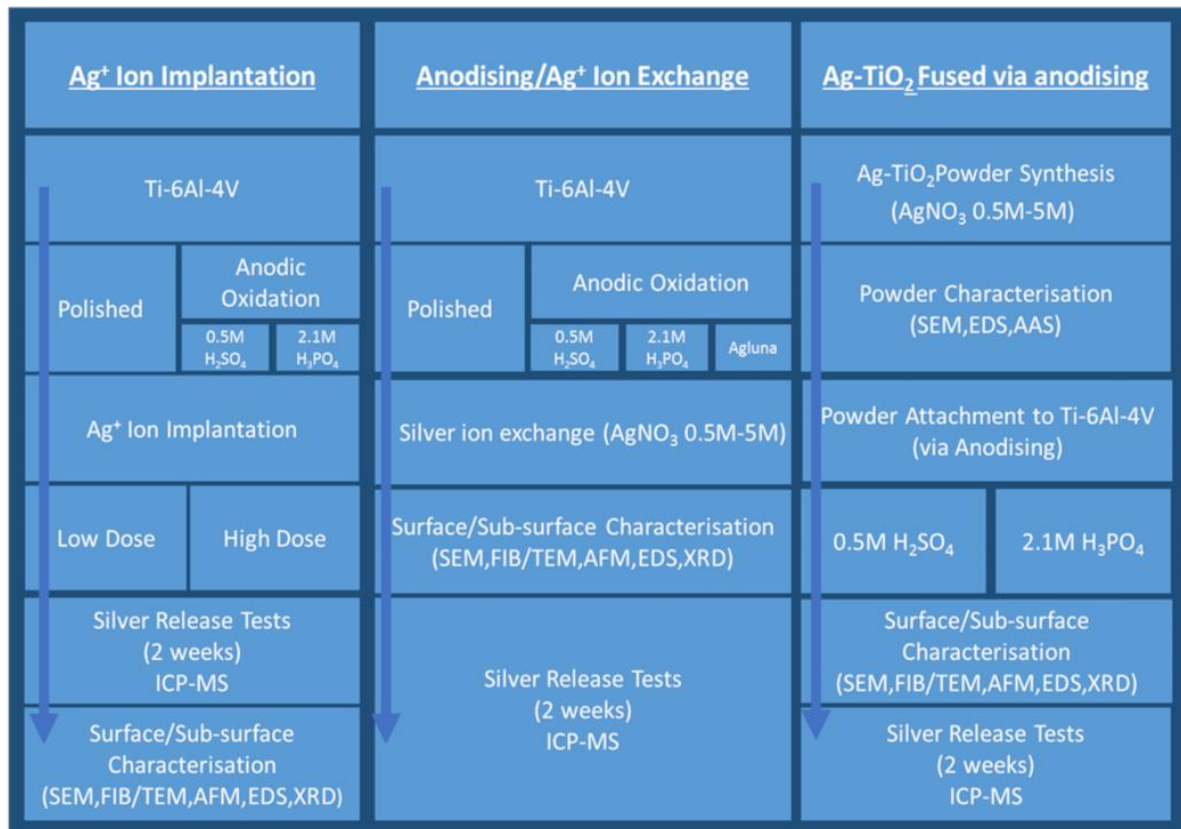 Ag⁺ Ion Implantation
Ti-6Al-4V
Polished
Anodic
Oxidation
0.5M
H₂SO₄
2.1M
H₃PO₄
Ag⁺ Ion Implantation
Low Dose
High Dose
Silver Release Tests
(2 weeks)
ICP-MS
Surface/Sub-surface
Characterisation
(SEM,FIB/TEM,AFM,EDS,XRD)
Anodising/Ag⁺ Ion Exchange
Ti-6Al-4V
Polished
Anodic Oxidation
0.5M
H₂SO₄
2.1M
H₃PO₄
Agluna
Silver ion exchange (AgNO₃ 0.5M-5M)
Surface/Sub-surface Characterisation
(SEM,FIB/TEM,AFM,EDS,XRD)
Silver Release Tests
(2 weeks)
ICP-MS
Ag-TiO₂ Fused via anodising
Ag-TiO₂Powder Synthesis
(AgNO₃ 0.5M-5M)
Powder Characterisation
(SEM,EDS,AAS)
Powder Attachment to Ti-6Al-4V
(via Anodising)
0.5M H₂SO₄
2.1M H₃PO₄
Surface/Sub-surface
Characterisation
(SEM,FIB/TEM,AFM,EDS,XRD)
Silver Release Tests
(2 weeks)
ICP-MS